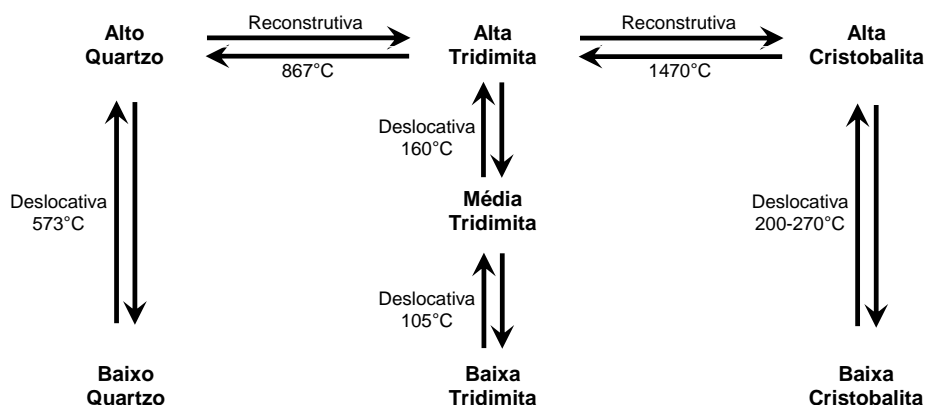 Alto
Quartzo
Reconstrutiva
867°C
Alta
Tridimita
Reconstrutiva
1470°C
Alta
Cristobalita
Deslocativa
160°C
Deslocativa
573°C
Média
Tridimita
Deslocativa
200-270°C
Deslocativa
105°C
Baixo
Quartzo
Baixa
Tridimita
Baixa
Cristobalita